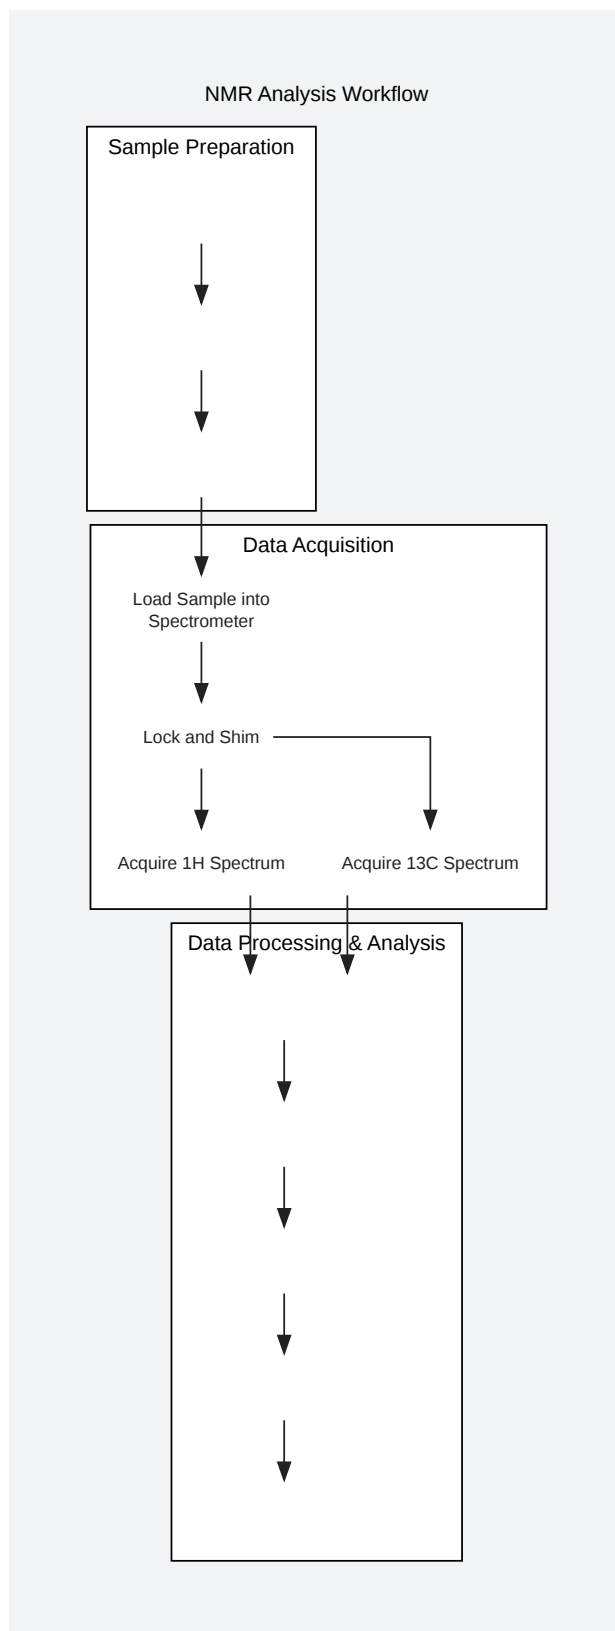 NMR Analysis Workflow
Sample Preparation
Data Acquisition
Load Sample into
Spectrometer
Lock and Shim
Acquire 1H Spectrum
Acquire 13C Spectrum
Data Processing & Analysis